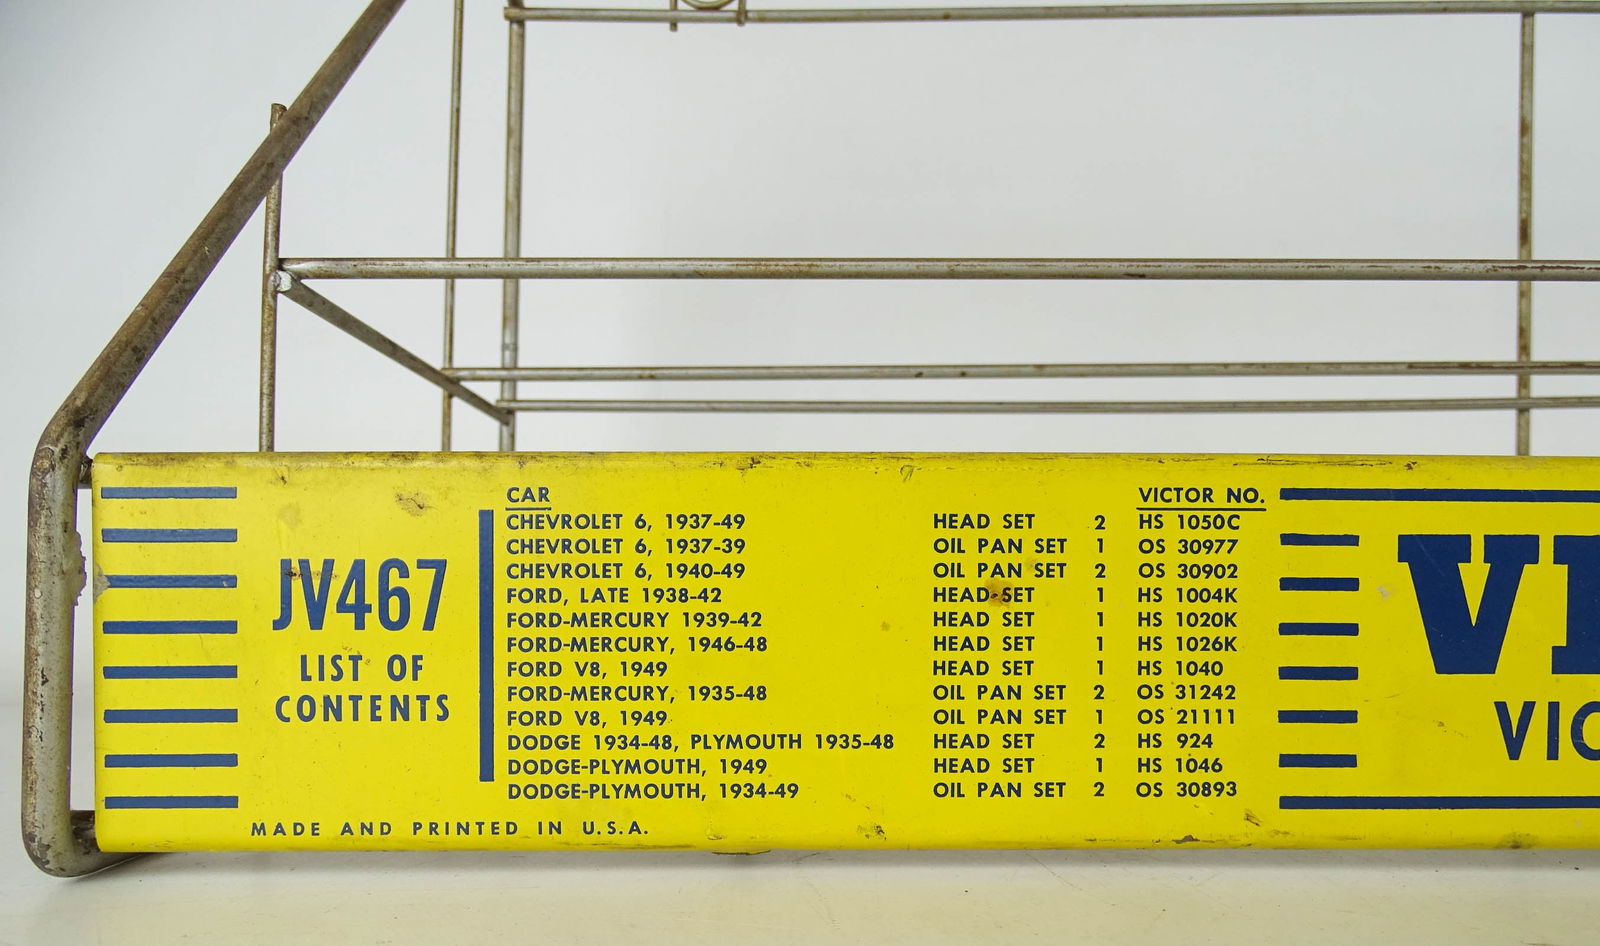 JV467
LIST OF
CONTENTS
CAR VICTOR NO.
CHEVROLET 6, 1937-49 HEAD SET 2 HS 1050C
CHEVROLET 6, 1937-39 OIL PAN SET 1 OS 30977
CHEVROLET 6, 1940-49 OIL PAN SET 2 OS 30902
FORD, LATE 1938-42 HEAD SET 1 HS 1004K
FORD-MERCURY 1939-42 HEAD SET 1 HS 1020K
FORD-MERCURY, 1946-48 HEAD SET 1 HS 1026K
FORD V8, 1949 HEAD SET 1 HS 1040
FORD-MERCURY, 1935-48 OIL PAN SET 2 OS 31242
FORD V8, 1949 OIL PAN SET 1 OS 21111
DODGE 1934-48, PLYMOUTH 1935-48 HEAD SET 2 HS 924
DODGE-PLYMOUTH, 1949 HEAD SET 1 HS 1046
DODGE-PLYMOUTH, 1934-49 OIL PAN SET 2 OS 30893
MADE AND PRINTED IN U.S.A.